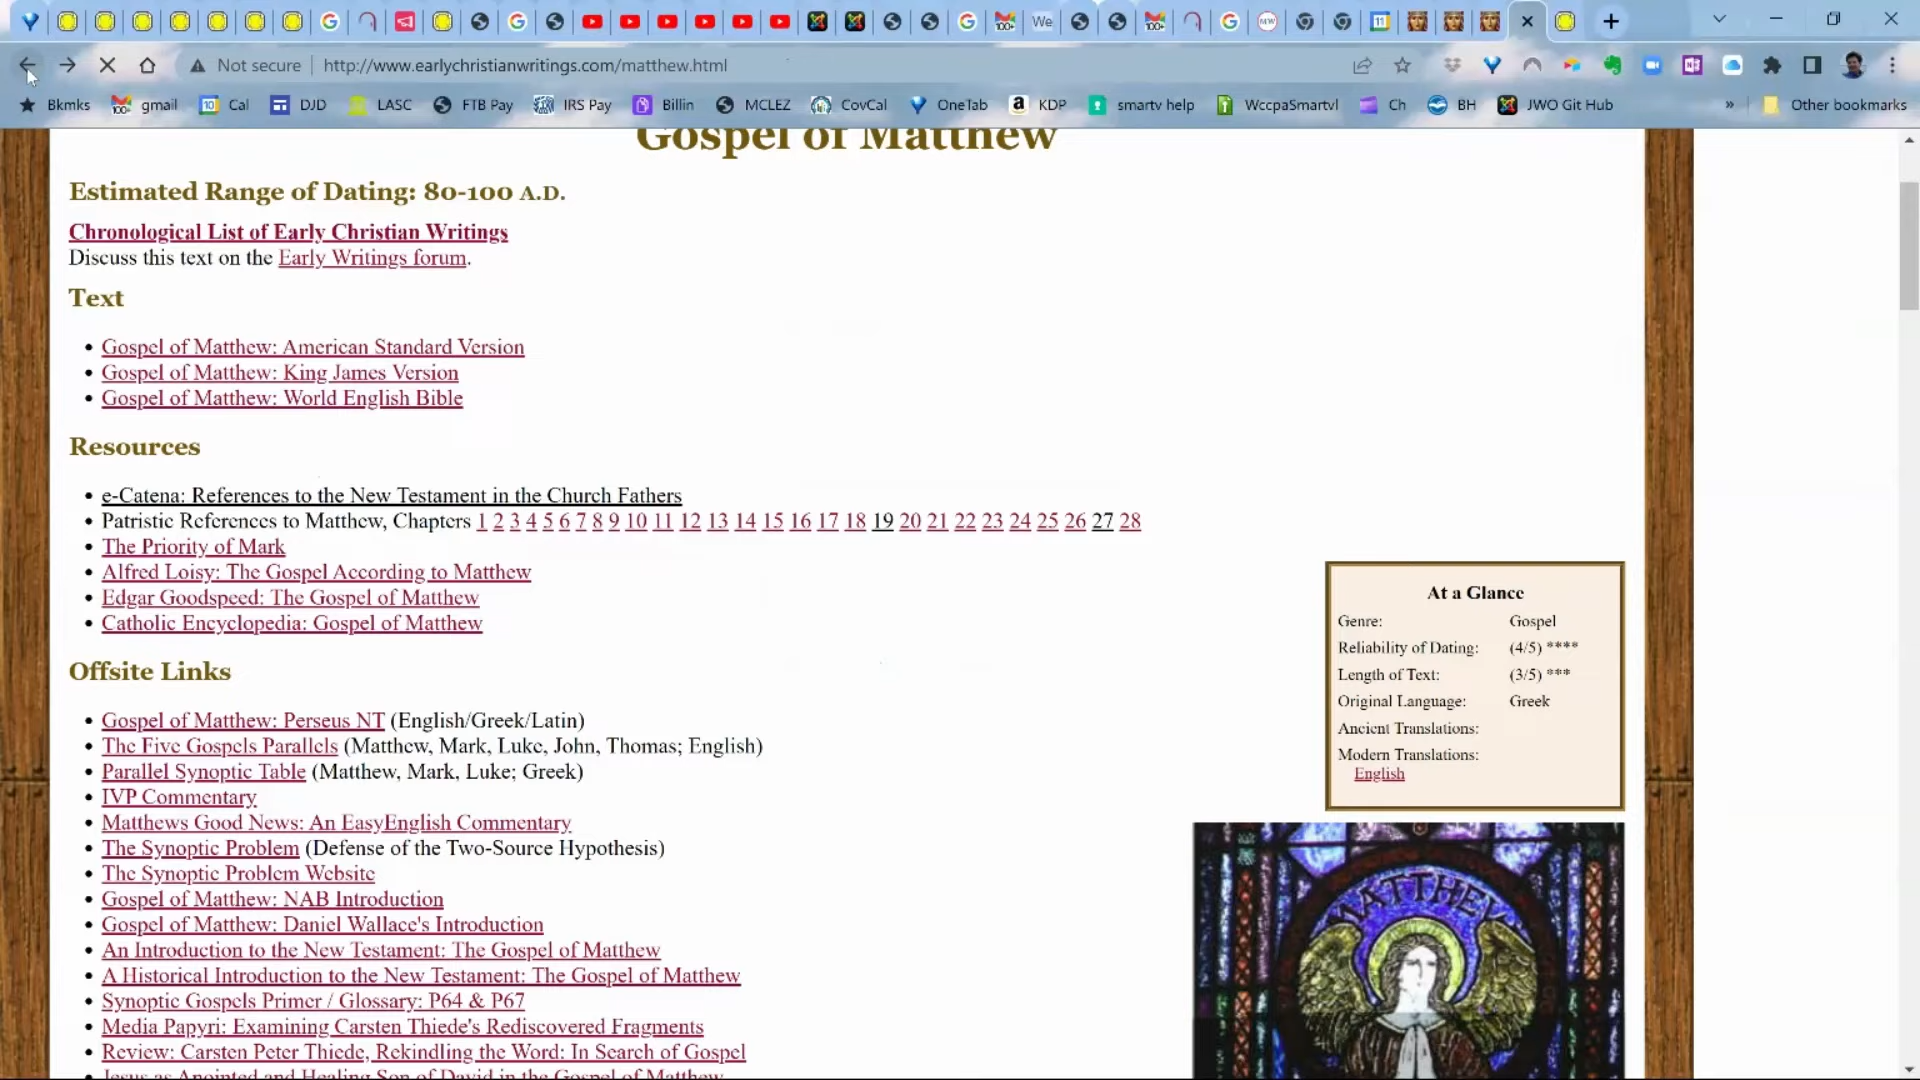 Not secure
http://www.earlychristianwritings.com/matthew.html
Bkmks gmail Cal DJD LASC FTB Pay IRS Pay Billin MCLEZ CovCal OneTab KDP smartv help WccpaSmartvl Ch BH JWO Git Hub » Other bookmarks
Gospel of Matthew
Estimated Range of Dating: 80-100 A.D.
Chronological List of Early Christian Writings
Discuss this text on the Early Writings forum.
Text
• Gospel of Matthew: American Standard Version
• Gospel of Matthew: King James Version
• Gospel of Matthew: World English Bible
Resources
• e-Catena: References to the New Testament in the Church Fathers
• Patristic References to Matthew, Chapters 1 2 3 4 5 6 7 8 9 10 11 12 13 14 15 16 17 18 19 20 21 22 23 24 25 26 27 28
• The Priority of Mark
• Alfred Loisy: The Gospel According to Matthew
• Edgar Goodspeed: The Gospel of Matthew
• Catholic Encyclopedia: Gospel of Matthew
Offsite Links
• Gospel of Matthew: Perseus NT (English/Greek/Latin)
• The Five Gospels Parallels (Matthew, Mark, Luke, John, Thomas; English)
• Parallel Synoptic Table (Matthew, Mark, Luke; Greek)
• IVP Commentary
• Matthews Good News: An EasyEnglish Commentary
• The Synoptic Problem (Defense of the Two-Source Hypothesis)
• The Synoptic Problem Website
• Gospel of Matthew: NAB Introduction
• Gospel of Matthew: Daniel Wallace's Introduction
• An Introduction to the New Testament: The Gospel of Matthew
• A Historical Introduction to the New Testament: The Gospel of Matthew
• Synoptic Gospels Primer / Glossary: P64 & P67
• Media Papyri: Examining Carsten Thiede's Rediscovered Fragments
• Review: Carsten Peter Thiede, Rekindling the Word: In Search of Gospel
Jesus as Anointed and Healing Son of David in the Gospel of Matthew
At a Glance
Genre: Gospel
Reliability of Dating: (4/5) ****
Length of Text: (3/5) ***
Original Language: Greek
Ancient Translations:
Modern Translations:
English
MATTHEW